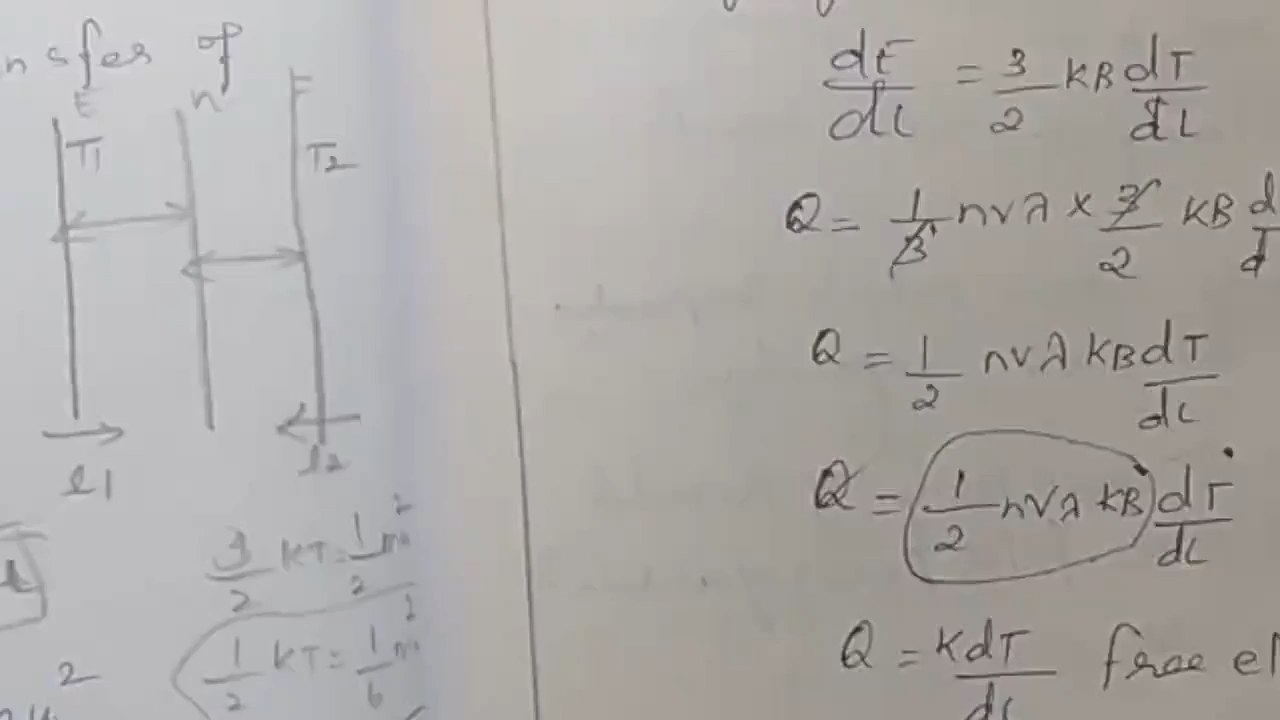 nsfer of
E n
T1 T2
l1 l2
3/2 KT = 1/2 m
1/2 KT = 1/6 m
2
dE/dL = 3/2 KB dT/dL
Q = 1/3 nvλ × 3/2 KB d/d
Q = 1/2 nvλ KB dT/dL
Q = 1/2 nvλ KB dT/dL
Q = KdT/dL free el